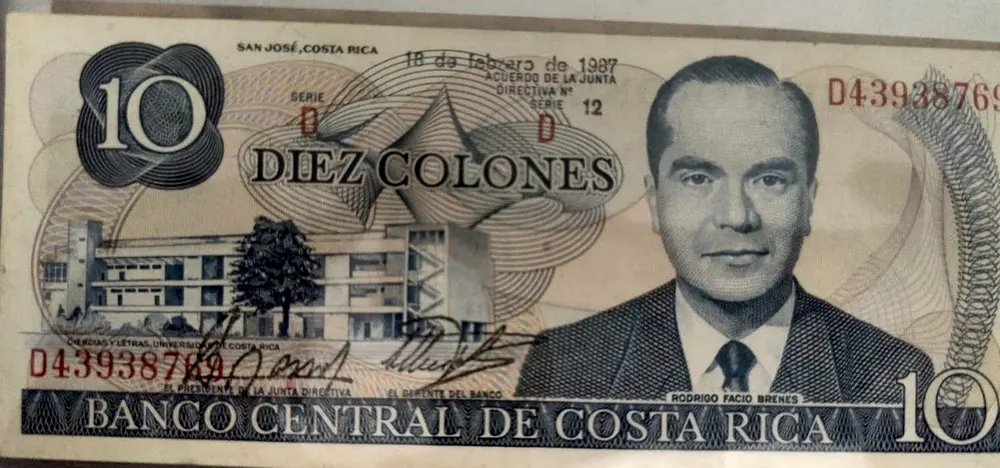 10
SAN JOSÉ, COSTA RICA
18 de febrero de 1987
ACUERDO DE LA JUNTA
DIRECTIVA Nº
SERIE 12
SERIE
D
D
D43938769
DIEZ COLONES
CIENCIAS Y LETRAS, UNIVERSIDAD DE COSTA RICA
D43938769
EL PRESIDENTE DE LA JUNTA DIRECTIVA
EL GERENTE DEL BANCO
RODRIGO FACIO BRENES
BANCO CENTRAL DE COSTA RICA
10